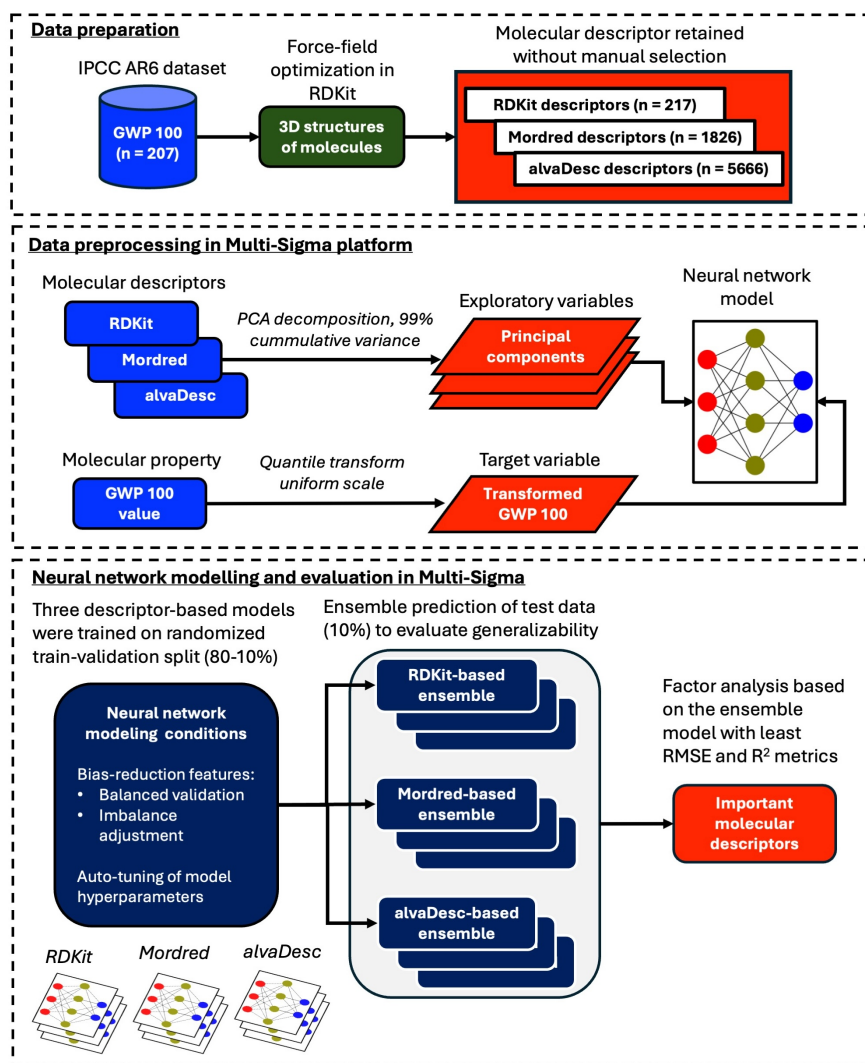 Data preparation
IPCC AR6 dataset
GWP 100
(n = 207)
Force-field
optimization in
RDKit
3D structures
of molecules
Molecular descriptor retained
without manual selection
RDKit descriptors (n = 217)
Mordred descriptors (n = 1826)
alvaDesc descriptors (n = 5666)
Data preprocessing in Multi-Sigma platform
Molecular descriptors
RDKit
Mordred
alvaDesc
PCA decomposition, 99%
cummulative variance
Exploratory variables
Principal
components
Neural network
model
Molecular property
GWP 100
value
Quantile transform
uniform scale
Target variable
Transformed
GWP 100
Neural network modelling and evaluation in Multi-Sigma
Three descriptor-based models
were trained on randomized
train-validation split (80-10%)
Neural network
modeling conditions
Bias-reduction features:
• Balanced validation
• Imbalance
adjustment
Auto-tuning of model
hyperparameters
RDKit
Mordred
alvaDesc
Ensemble prediction of test data
(10%) to evaluate generalizability
RDKit-based
ensemble
Mordred-based
ensemble
alvaDesc-based
ensemble
Factor analysis based
on the ensemble
model with least
RMSE and R² metrics
Important
molecular
descriptors